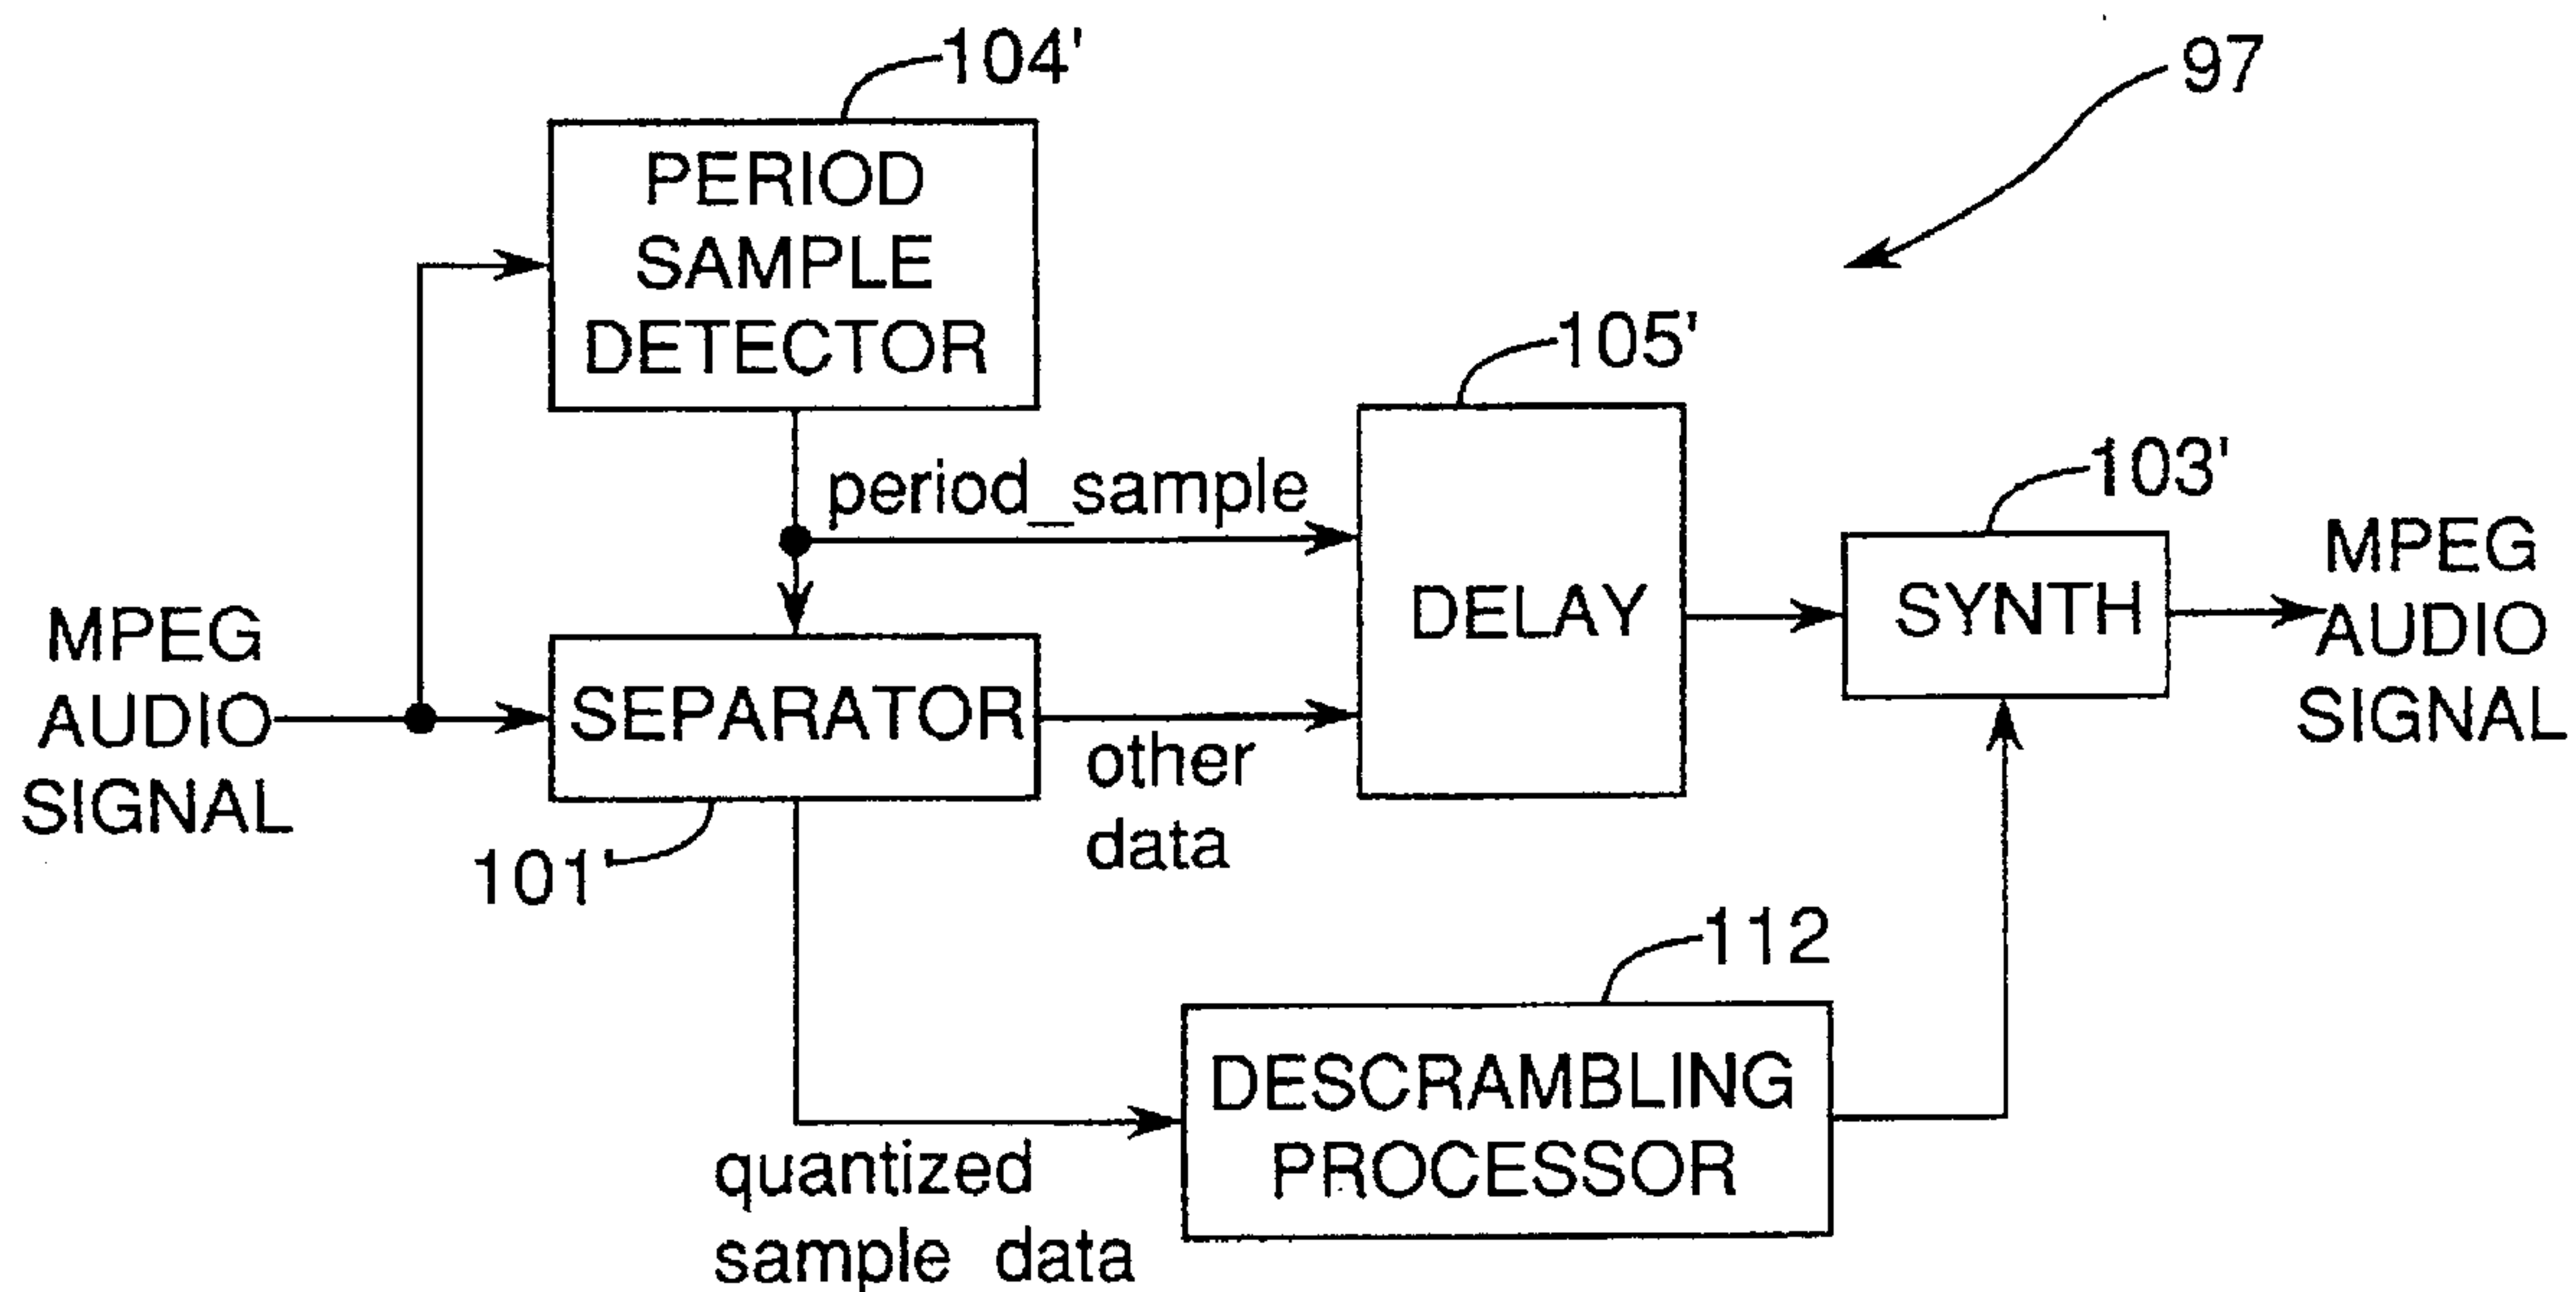 104'
97
PERIOD
SAMPLE
DETECTOR
105'
period_sample
103'
MPEG
AUDIO
SIGNAL
DELAY
SYNTH
MPEG
AUDIO
SIGNAL
SEPARATOR
other
data
101'
112
DESCRAMBLING
PROCESSOR
quantized
sample data